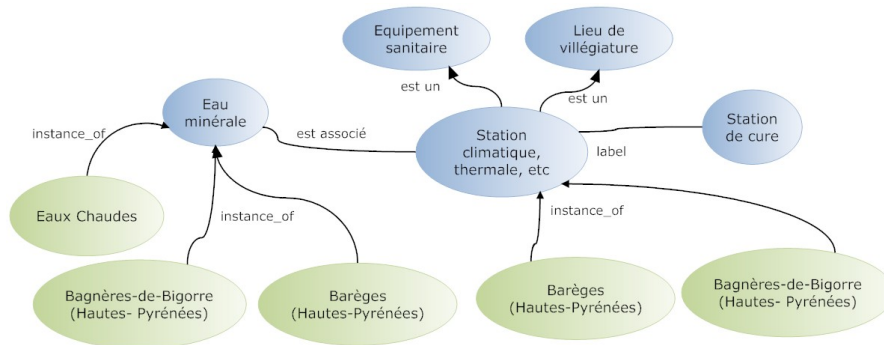 Equipement
sanitaire
Lieu de
villégiature
est un
est un
Eau
minérale
instance_of
est associé
Station
climatique,
thermale, etc
label
Station
de cure
Eaux Chaudes
instance_of
instance_of
Bagnères-de-Bigorre
(Hautes- Pyrénées)
Barèges
(Hautes-Pyrénées)
Barèges
(Hautes-Pyrénées)
Bagnères-de-Bigorre
(Hautes- Pyrénées)